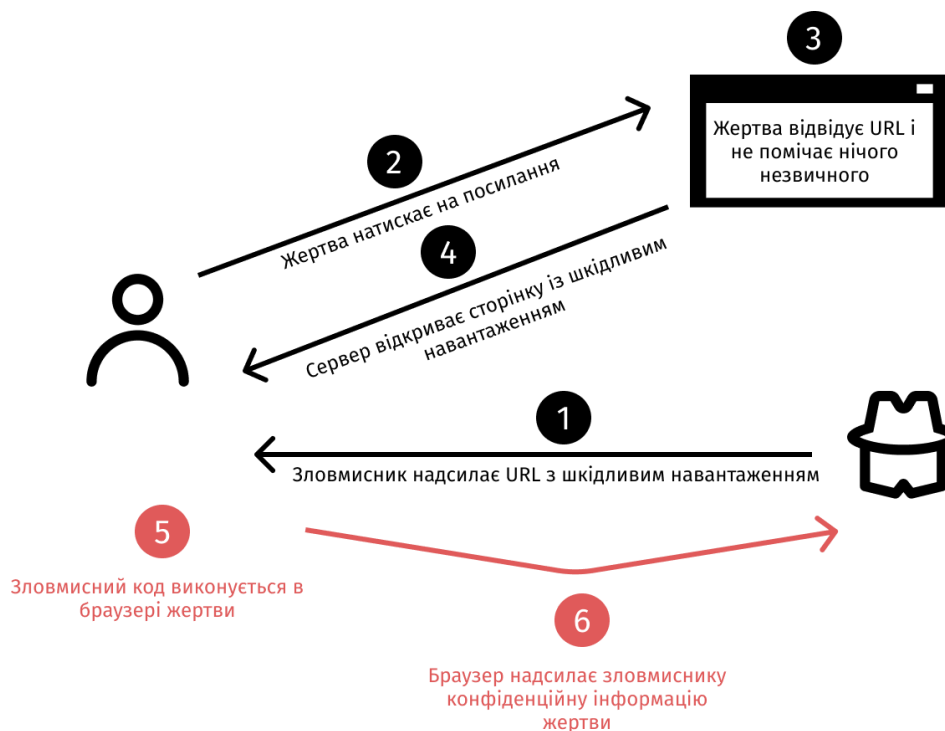 3
Жертва відвідує URL і
не помічає нічого
незвичного
2
Жертва натискає на посилання
4
Сервер відкриває сторінку із шкідливим
навантаженням
1
Зловмисник надсилає URL з шкідливим навантаженням
5
Зловмисний код виконується в
браузері жертви
6
Браузер надсилає зловмиснику
конфіденційну інформацію
жертви